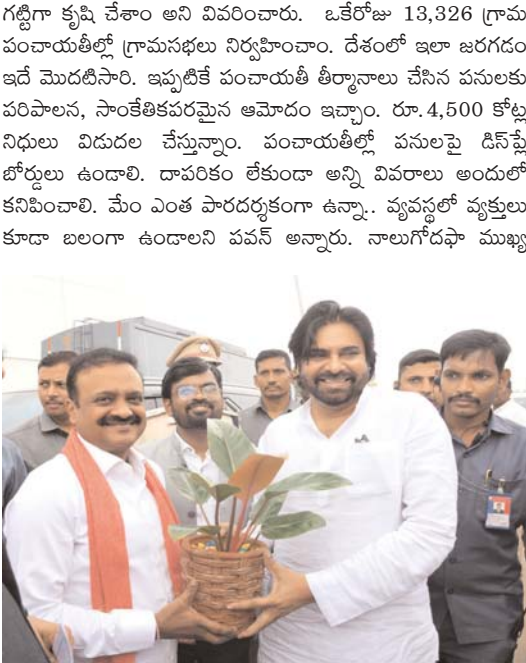 గట్టిగా కృషి చేశాం అని వివరించారు. ఒకేరోజు 13,326 గ్రామ
పంచాయతీల్లో గ్రామసభలు నిర్వహించాం. దేశంలో ఇలా జరగడం
ఇదే మొదటిసారి. ఇప్పటికే పంచాయతీ తీర్మానాలు చేసిన పనులకు
పరిపాలన, సాంకేతికపరమైన ఆమోదం ఇచ్చాం. రూ.4,500 కోట్ల
నిధులు విడుదల చేస్తున్నాం. పంచాయతీల్లో పనులపై డిస్‌ప్లే
బోర్డులు ఉండాలి. దాపరికం లేకుండా అన్ని వివరాలు అందులో
కనిపించాలి. మేం ఎంత పారదర్శకంగా ఉన్నా.. వ్యవస్థలో వ్యక్తులు
కూడా బలంగా ఉండాలని పవన్ అన్నారు. నాలుగోదఫా ముఖ్య